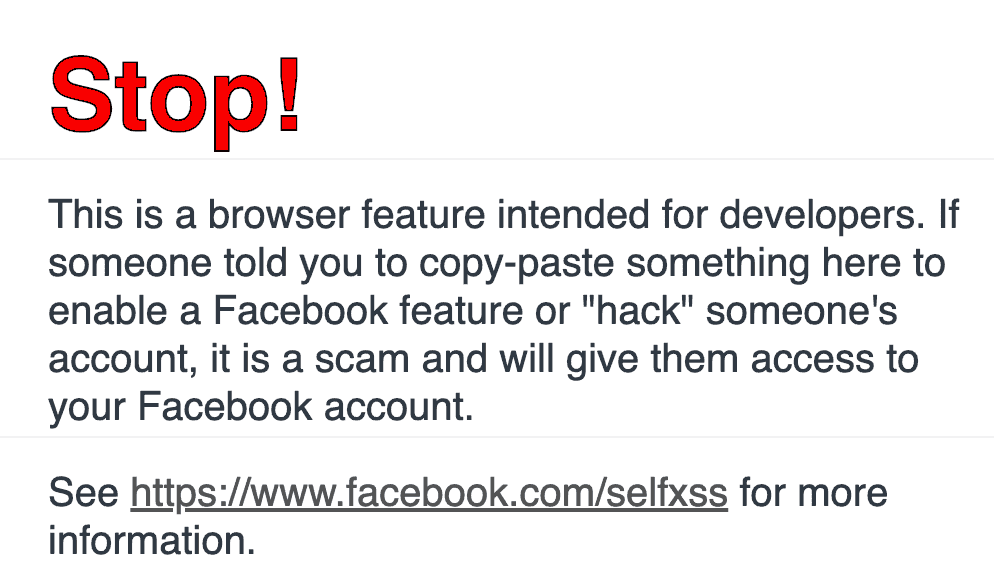 Stop!
This is a browser feature intended for developers. If
someone told you to copy-paste something here to
enable a Facebook feature or "hack" someone's
account, it is a scam and will give them access to
your Facebook account.
See https://www.facebook.com/selfxss for more
information.